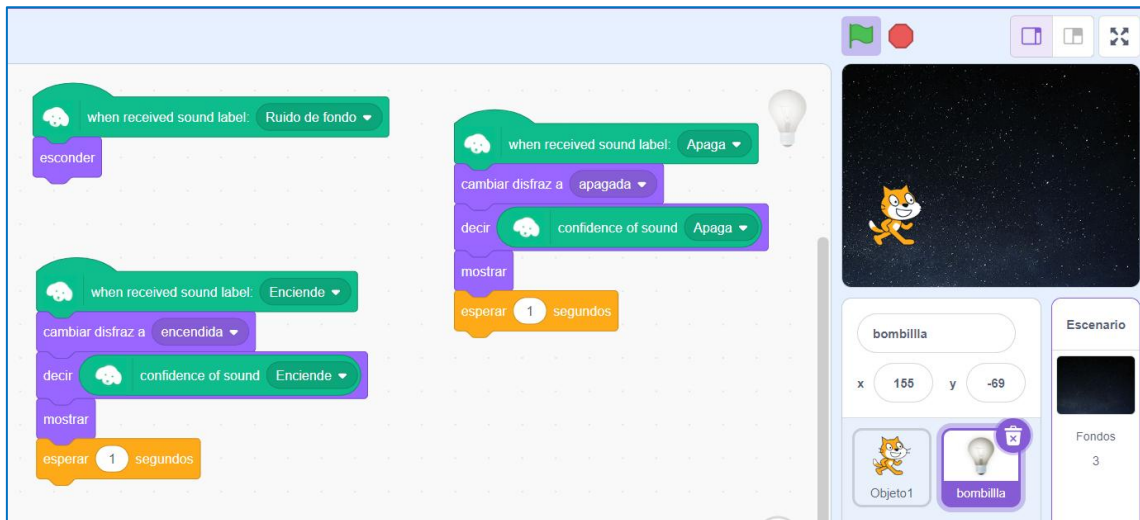 when received sound label: Ruido de fondo
esconder
when received sound label: Enciende
cambiar disfraz a encendida
decir confidence of sound Enciende
mostrar
esperar 1 segundos
when received sound label: Apaga
cambiar disfraz a apagada
decir confidence of sound Apaga
mostrar
esperar 1 segundos
bombillla
x 155 y -69
Objeto1
bombillla
Escenario
Fondos
3